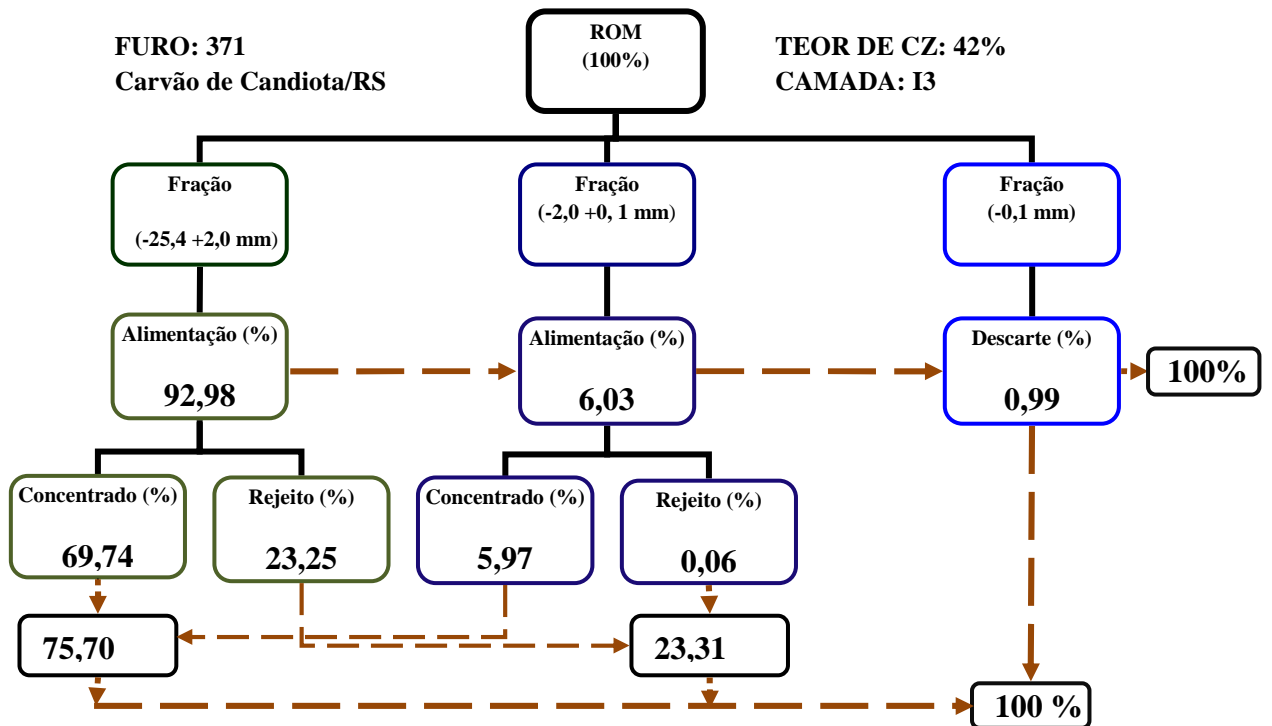 FURO: 371
Carvão de Candiota/RS
ROM
(100%)
TEOR DE CZ: 42%
CAMADA: I3
Fração
(-25,4 +2,0 mm)
Fração
(-2,0 +0, 1 mm)
Fração
(-0,1 mm)
Alimentação (%)
92,98
Alimentação (%)
6,03
Descarte (%)
0,99
100%
Concentrado (%)
69,74
Rejeito (%)
23,25
Concentrado (%)
5,97
Rejeito (%)
0,06
75,70
23,31
100 %